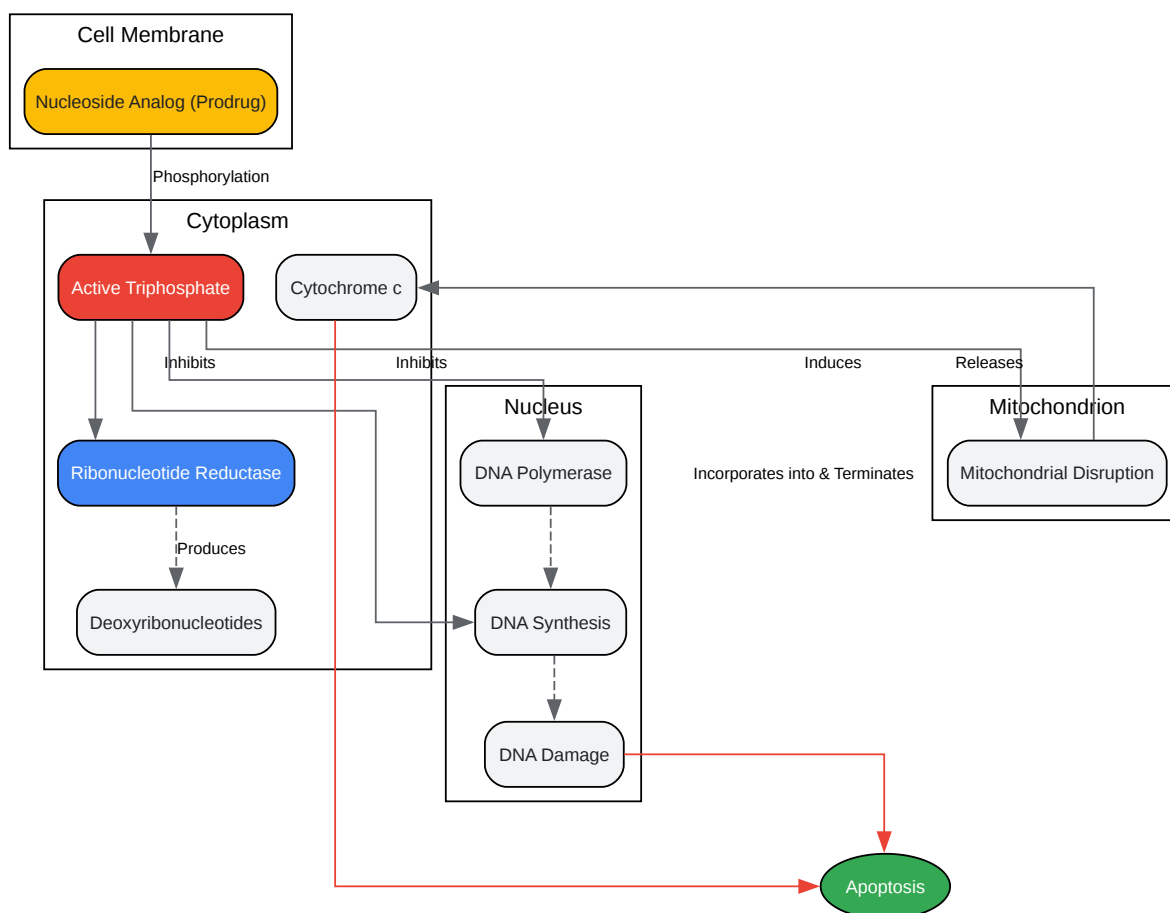 Cell Membrane
Nucleoside Analog (Prodrug)
Phosphorylation
Cytoplasm
Active Triphosphate
Cytochrome c
Inhibits
Inhibits
Induces
Releases
Nucleus
Mitochondrion
Ribonucleotide Reductase
DNA Polymerase
Incorporates into & Terminates
Mitochondrial Disruption
Produces
Deoxyribonucleotides
DNA Synthesis
DNA Damage
Apoptosis